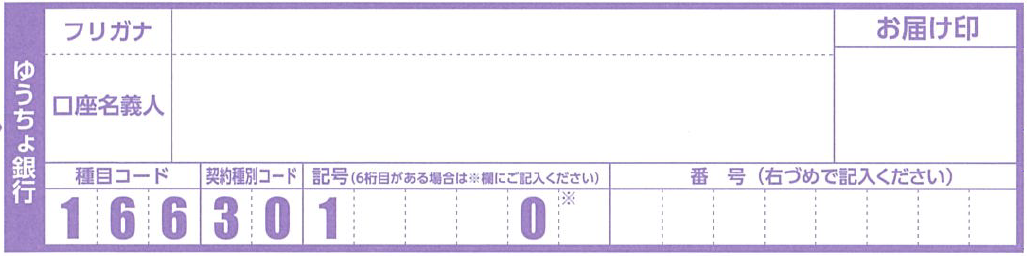 ゆうちょ銀行
フリガナ
お届け印
口座名義人
種目コード 契約種別コード 記号(6桁目がある場合は※欄にご記入ください) 番 号(右づめで記入ください)
1 6 6 3 0 1 0 ※